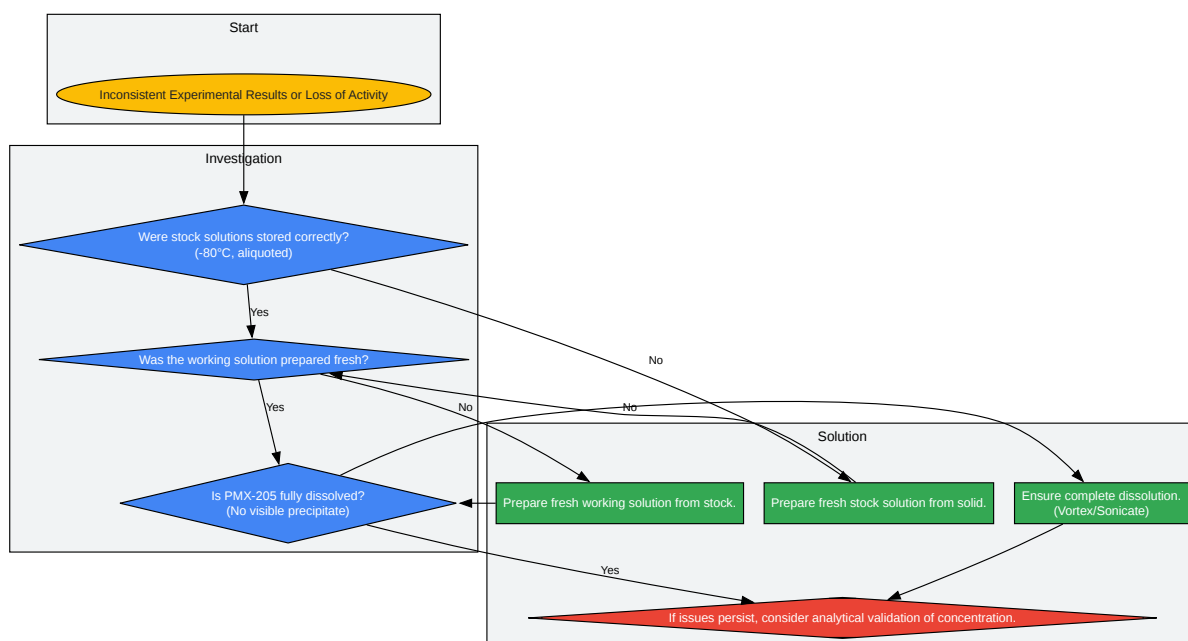 Start
Inconsistent Experimental Results or Loss of Activity
Investigation
Were stock solutions stored correctly?
(-80°C, aliquoted)
Yes
No
Was the working solution prepared fresh?
Yes
No
No
Solution
Is PMX-205 fully dissolved?
(No visible precipitate)
Prepare fresh working solution from stock.
Prepare fresh stock solution from solid.
Ensure complete dissolution.
(Vortex/Sonicate)
Yes
If issues persist, consider analytical validation of concentration.